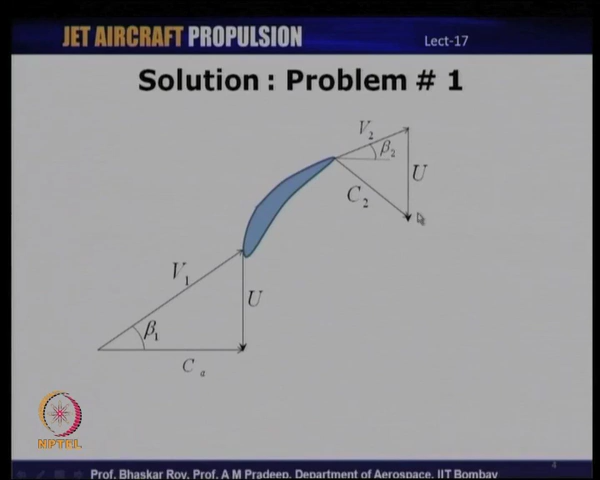 JET AIRCRAFT PROPULSION
Lect-17
Solution : Problem # 1
V₂
β₂
U
C₂
V₁
U
β₁
Cₐ
NPTEL
4
Prof. Bhaskar Roy, Prof. A M Pradeep, Department of Aerospace, IIT Bombay